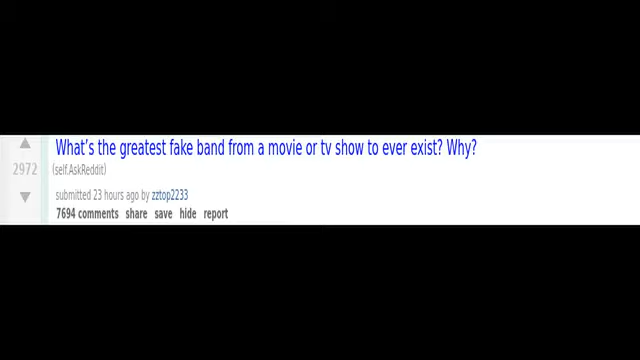 What's the greatest fake band from a movie or tv show to ever exist? Why?
2972
(self.AskReddit)
submitted 23 hours ago by zztop2233
7694 comments share save hide report